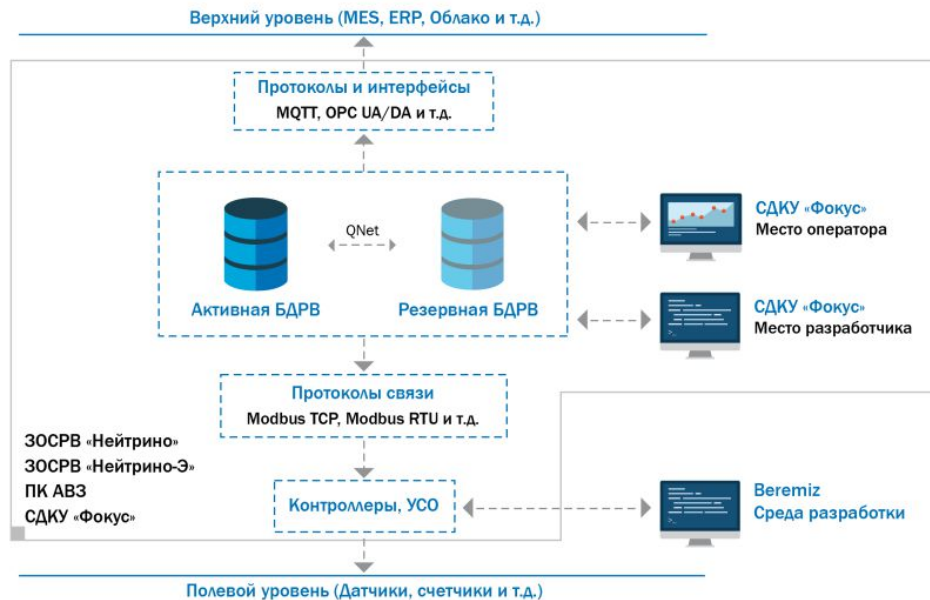 Верхний уровень (MES, ERP, Облако и т.д.)
Протоколы и интерфейсы
MQTT, OPC UA/DA и т.д.
QNet
Активная БДРВ
Резервная БДРВ
СДКУ «Фокус»
Место оператора
СДКУ «Фокус»
Место разработчика
Протоколы связи
Modbus TCP, Modbus RTU и т.д.
ЗОСРВ «Нейтрино»
ЗОСРВ «Нейтрино-Э»
ПК АВЗ
СДКУ «Фокус»
Контроллеры, УСО
Beremiz
Среда разработки
Полевой уровень (Датчики, счетчики и т.д.)